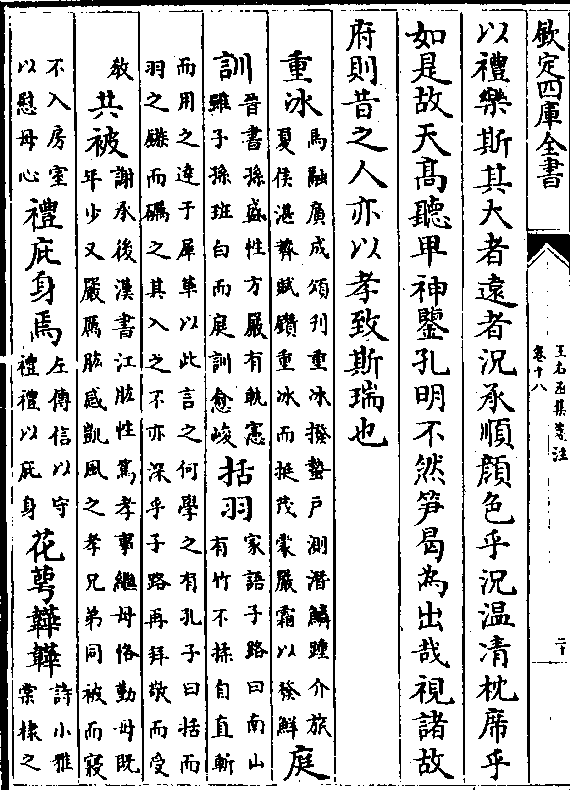 欽定四庫全書
王右丞集箋注
卷十八
二十
以禮樂斯其大者遠者況承順顔色乎況温凊枕席乎
如是故天髙聽甲神鑒孔明不然笋曷為出哉視諸故
府則昔之人亦以孝致斯瑞也
重冰
馬融廣成頌刋重冰撥蟄戸測潛鱗踵介旅
夏侯湛㢘賦鑽重冰而挺茂䝉嚴霜以發鮮
庭
訓
晉書孫盛性方嚴有軌憲
雖子孫班白而庭訓愈峻
括羽
家語子路曰南山
有竹不揉自直斬
而用之達于犀革以此言之何學之有孔子曰括而
羽之鏃而礪之其入之不亦深乎子路再拜敬而受
教
共被
謝承後漢書江肱性篤孝事繼母恪勤母既
年少又嚴厲肱感凱風之孝兄弟同被而寢
不入房室
以慰母心
禮庇身焉
左傳信以守
禮禮以庇身
花萼韡韡
詩小雅
棠棣之